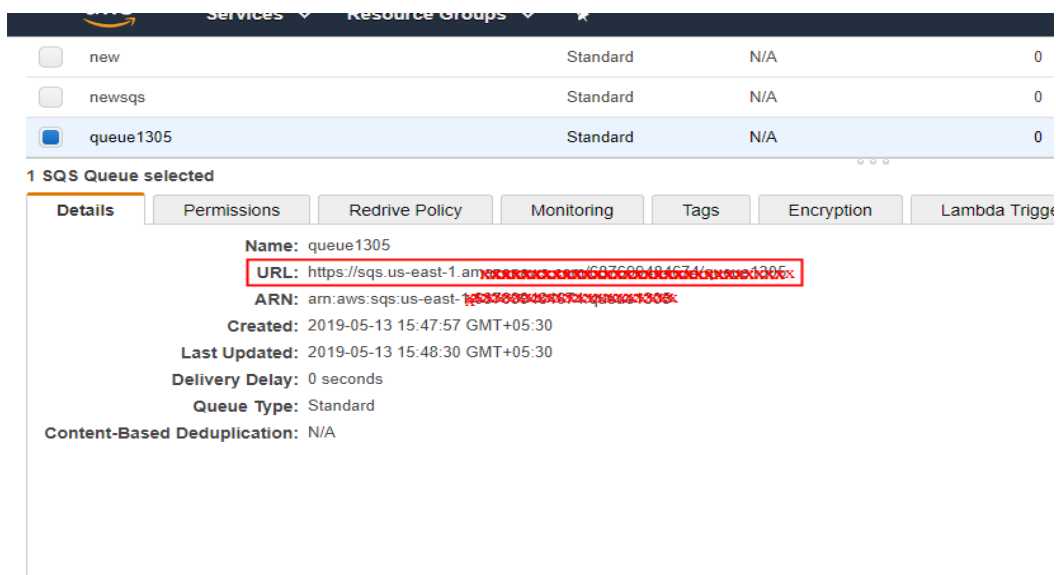 Services Resource Groups
new Standard N/A 0
newsqs Standard N/A 0
queue1305 Standard N/A 0
1 SQS Queue selected
Details Permissions Redrive Policy Monitoring Tags Encryption Lambda Trigge
Name: queue1305
URL: https://sqs.us-east-1.am
ARN: arn:aws:sqs:us-east-1
Created: 2019-05-13 15:47:57 GMT+05:30
Last Updated: 2019-05-13 15:48:30 GMT+05:30
Delivery Delay: 0 seconds
Queue Type: Standard
Content-Based Deduplication: N/A